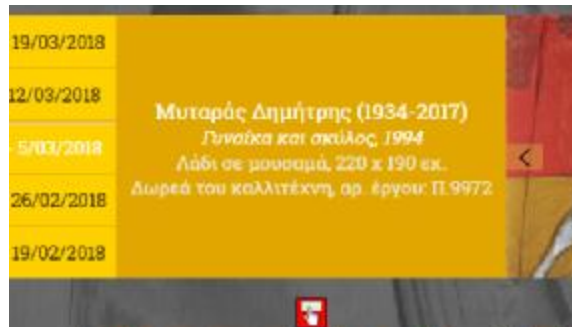 19/03/2018
12/03/2018
- 5/03/2018
26/02/2018
19/02/2018
Μυταράς Δημήτρης (1934-2017)
Γυναίκα και σκύλος, 1994
Λάδι σε μουσαμά, 220 x 190 εκ.
Δωρεά του καλλιτέχνη, αρ. έργου: Π.9972